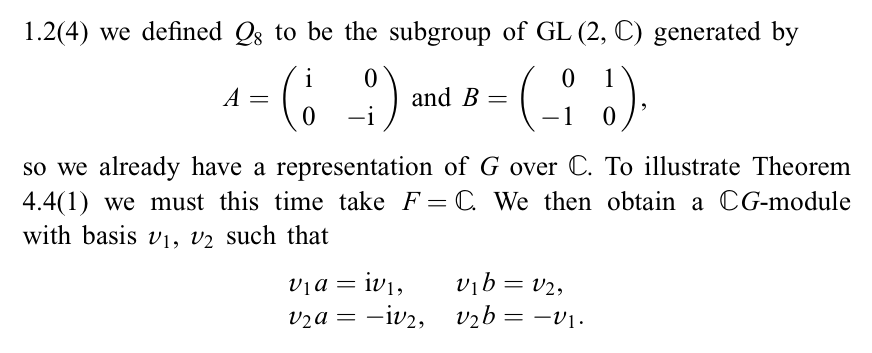 1.2(4) we defined Q₈ to be the subgroup of GL (2, ℂ) generated by
A = ( i 0 ; 0 −i ) and B = ( 0 1 ; −1 0 ),
so we already have a representation of G over ℂ. To illustrate Theorem
4.4(1) we must this time take F = ℂ. We then obtain a ℂG-module
with basis v₁, v₂ such that
v₁a = iv₁, v₁b = v₂,
v₂a = −iv₂, v₂b = −v₁.